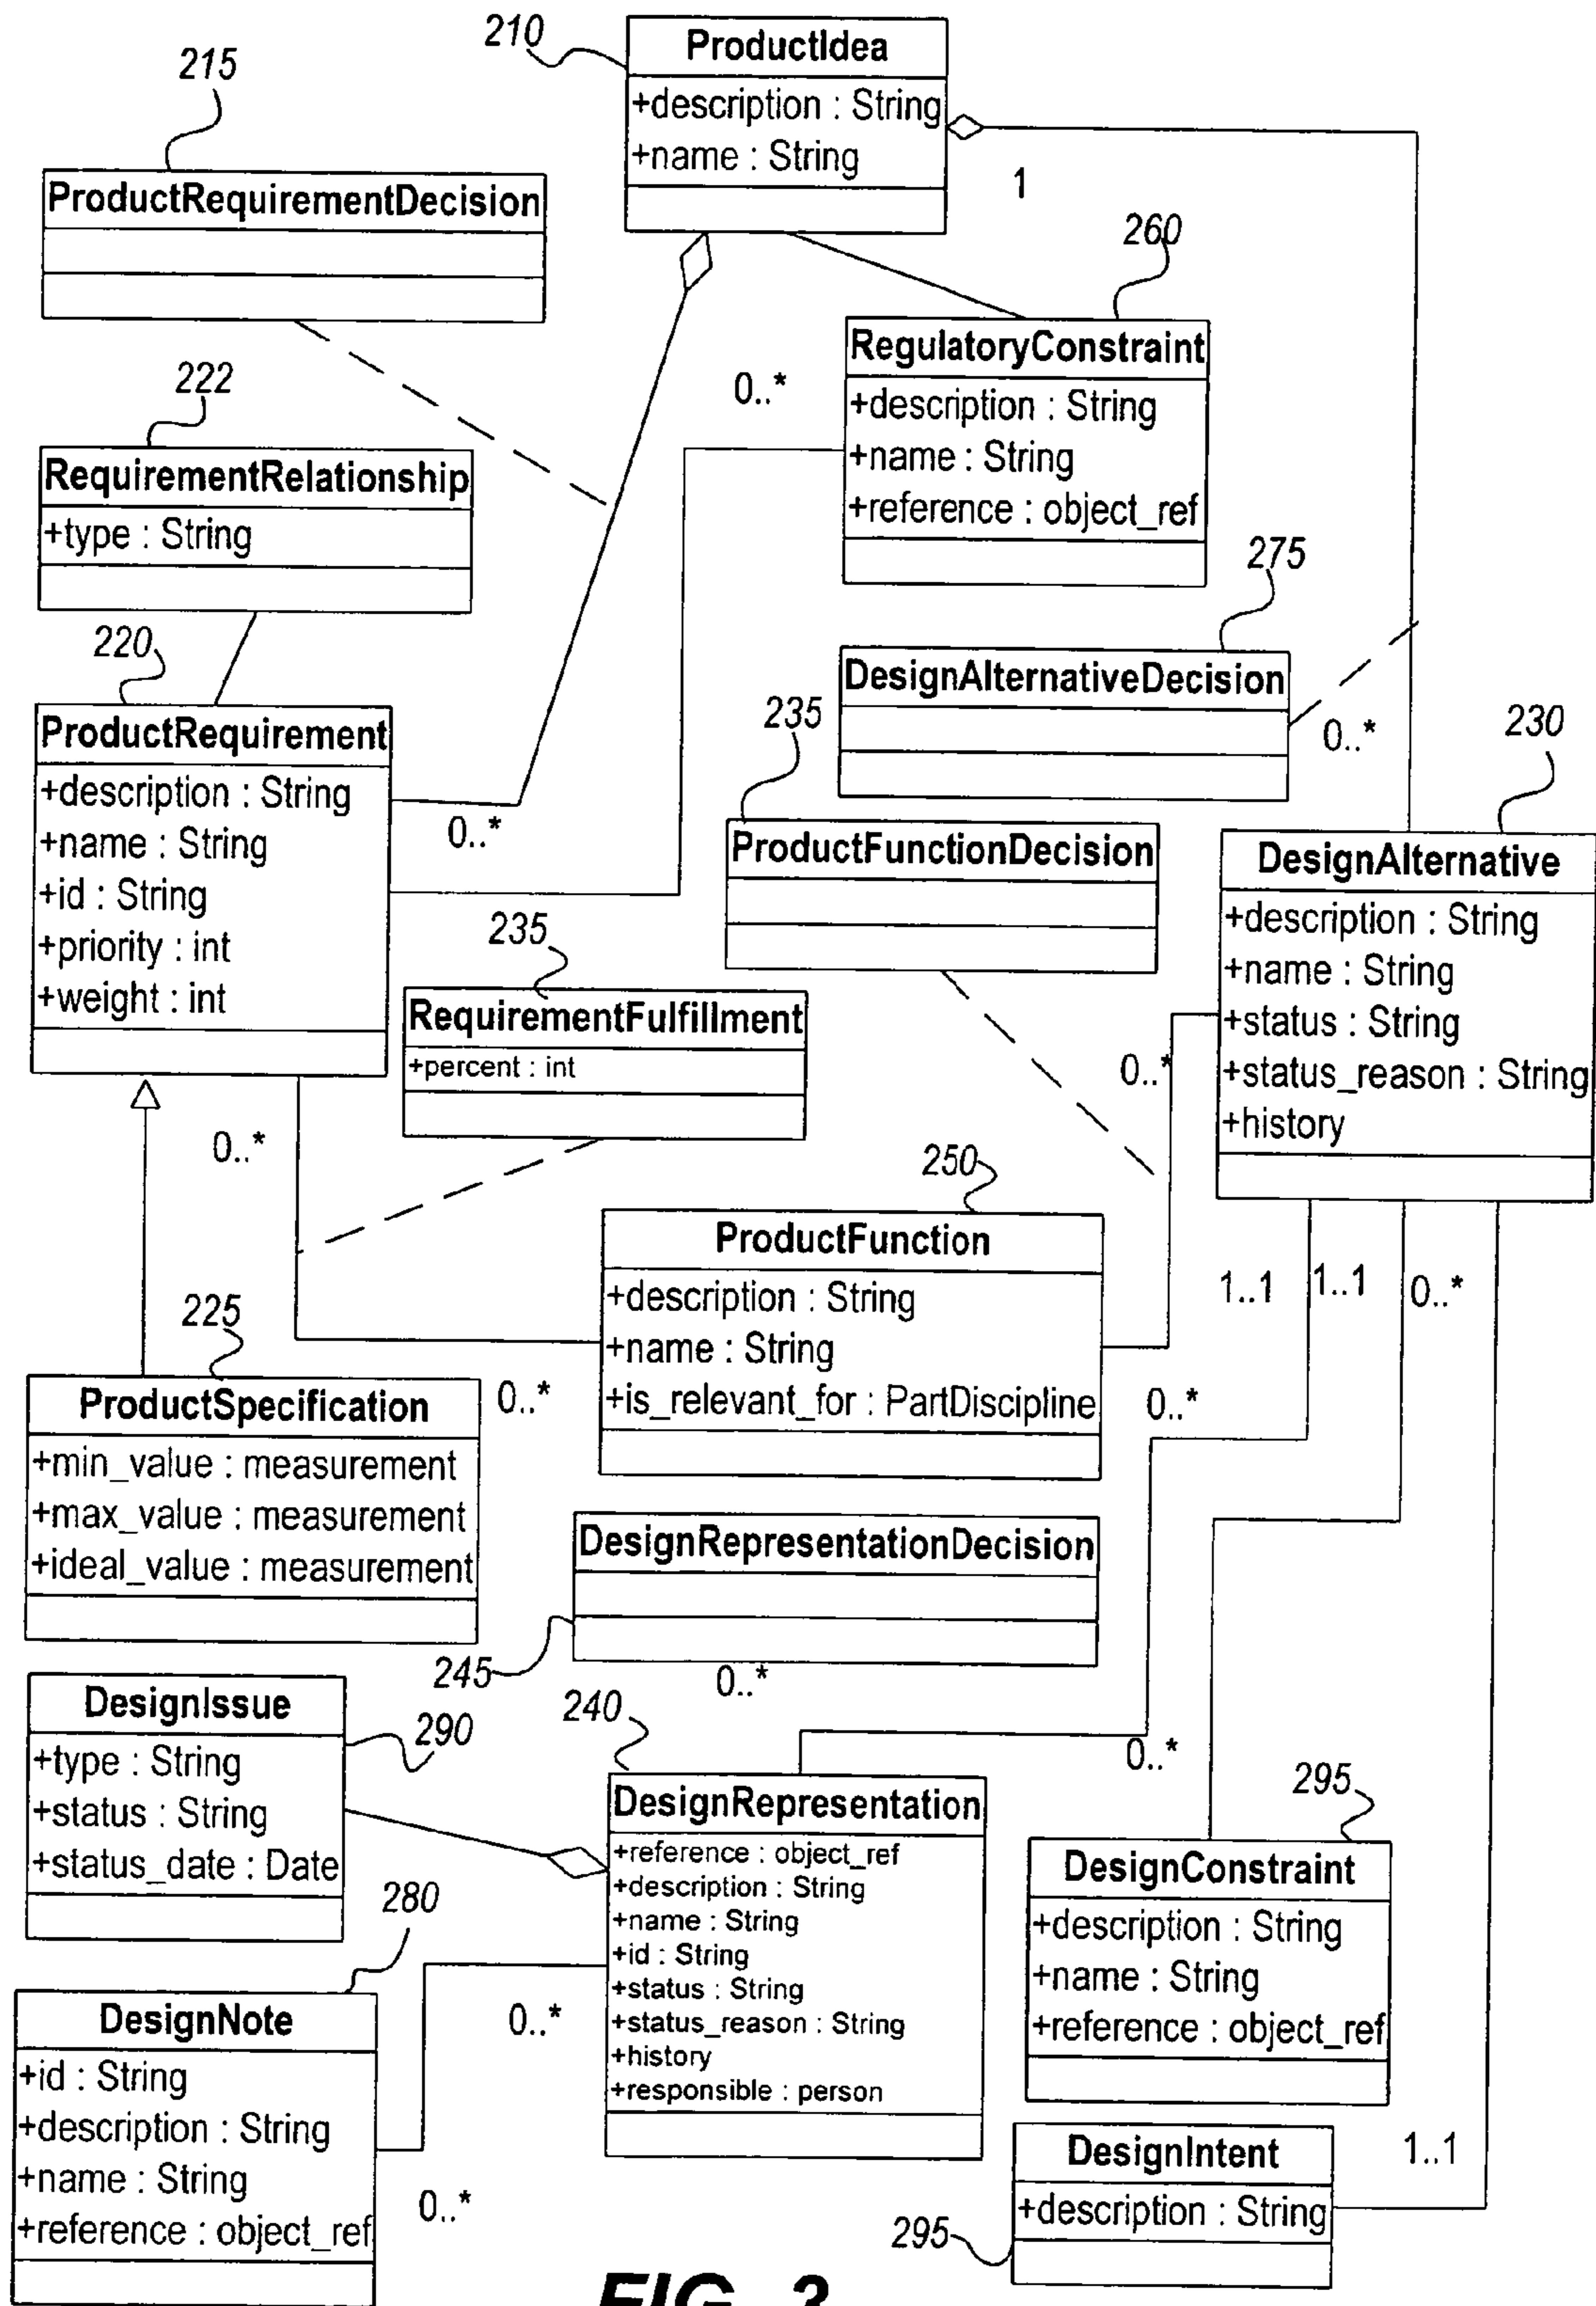 210
ProductIdea
+description : String
+name : String
1
215
ProductRequirementDecision
260
RegulatoryConstraint
+description : String
+name : String
+reference : object_ref
0..*
222
RequirementRelationship
+type : String
275
DesignAlternativeDecision
0..*
220
ProductRequirement
+description : String
+name : String
+id : String
+priority : int
+weight : int
0..*
235
ProductFunctionDecision
230
DesignAlternative
+description : String
+name : String
+status : String
+status_reason : String
+history
235
RequirementFulfillment
+percent : int
0..*
0..*
250
ProductFunction
+description : String
+name : String
+is_relevant_for : PartDiscipline
1..1
1..1
0..*
225
ProductSpecification
+min_value : measurement
+max_value : measurement
+ideal_value : measurement
0..*
0..*
DesignRepresentationDecision
245
0..*
DesignIssue
+type : String
+status : String
+status_date : Date
290
240
DesignRepresentation
+reference : object_ref
+description : String
+name : String
+id : String
+status : String
+status_reason : String
+history
+responsible : person
0..*
295
DesignConstraint
+description : String
+name : String
+reference : object_ref
280
DesignNote
+id : String
+description : String
+name : String
+reference : object_ref
0..*
0..*
DesignIntent
+description : String
1..1
295